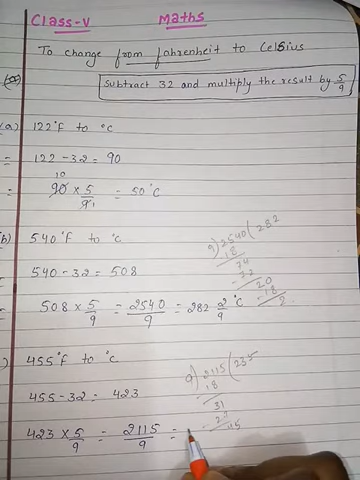 Class-V Maths
To change from fahrenheit to Celsius
Subtract 32 and multiply the result by 5/9
(a) 122°F to °C
= 122 - 32 = 90
= 90 × 5/9 = 50°C
10 1
b) 540°F to °C
= 540 - 32 = 508
= 508 × 5/9 = 2540/9 = 282 2/9 °C
9)2540(282
18
74
-72
20
-18
2
) 455°F to °C
455 - 32 = 423
423 × 5/9 = 2115/9 =
9)2115(235
18
31